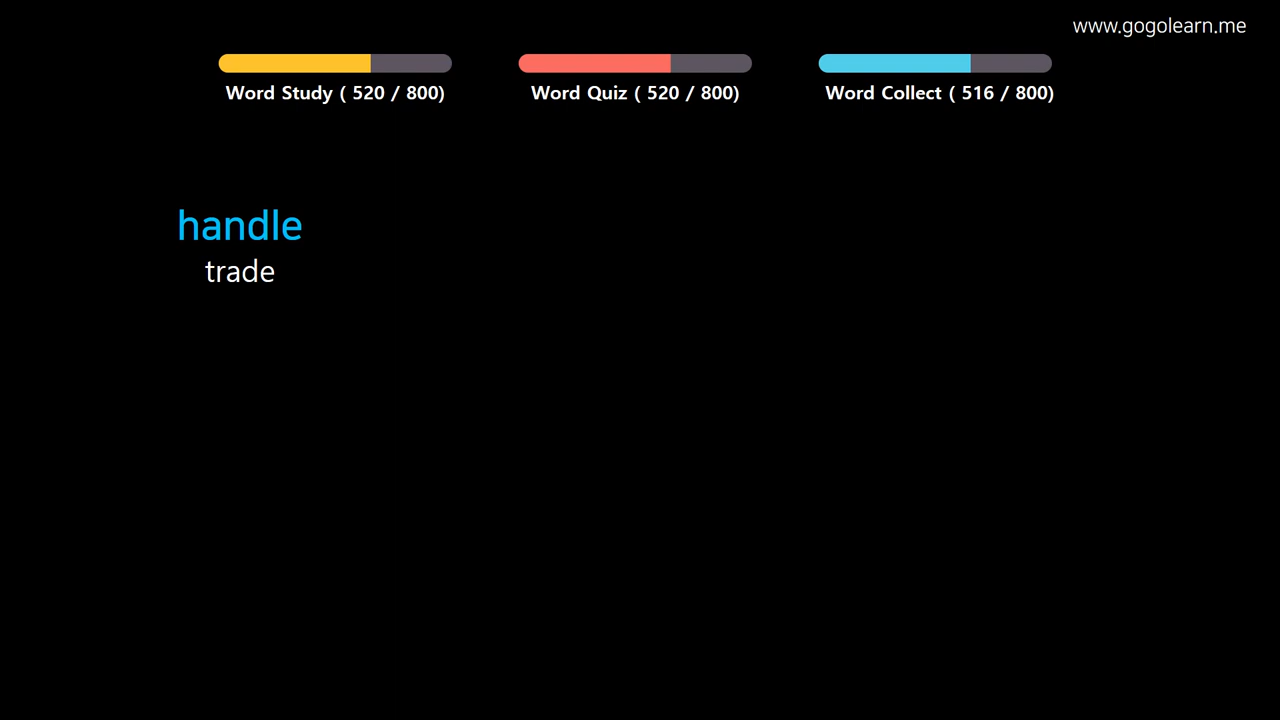 www.gogolearn.me
Word Study ( 520 / 800)
Word Quiz ( 520 / 800)
Word Collect ( 516 / 800)
handle
trade